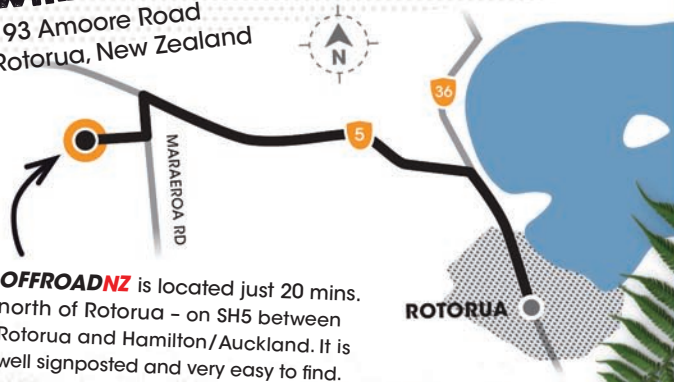 93 Amoore Road
Rotorua, New Zealand
N
36
5
MARAEROA RD
ROTORUA
OFFROADNZ is located just 20 mins.
north of Rotorua – on SH5 between
Rotorua and Hamilton/Auckland. It is
well signposted and very easy to find.